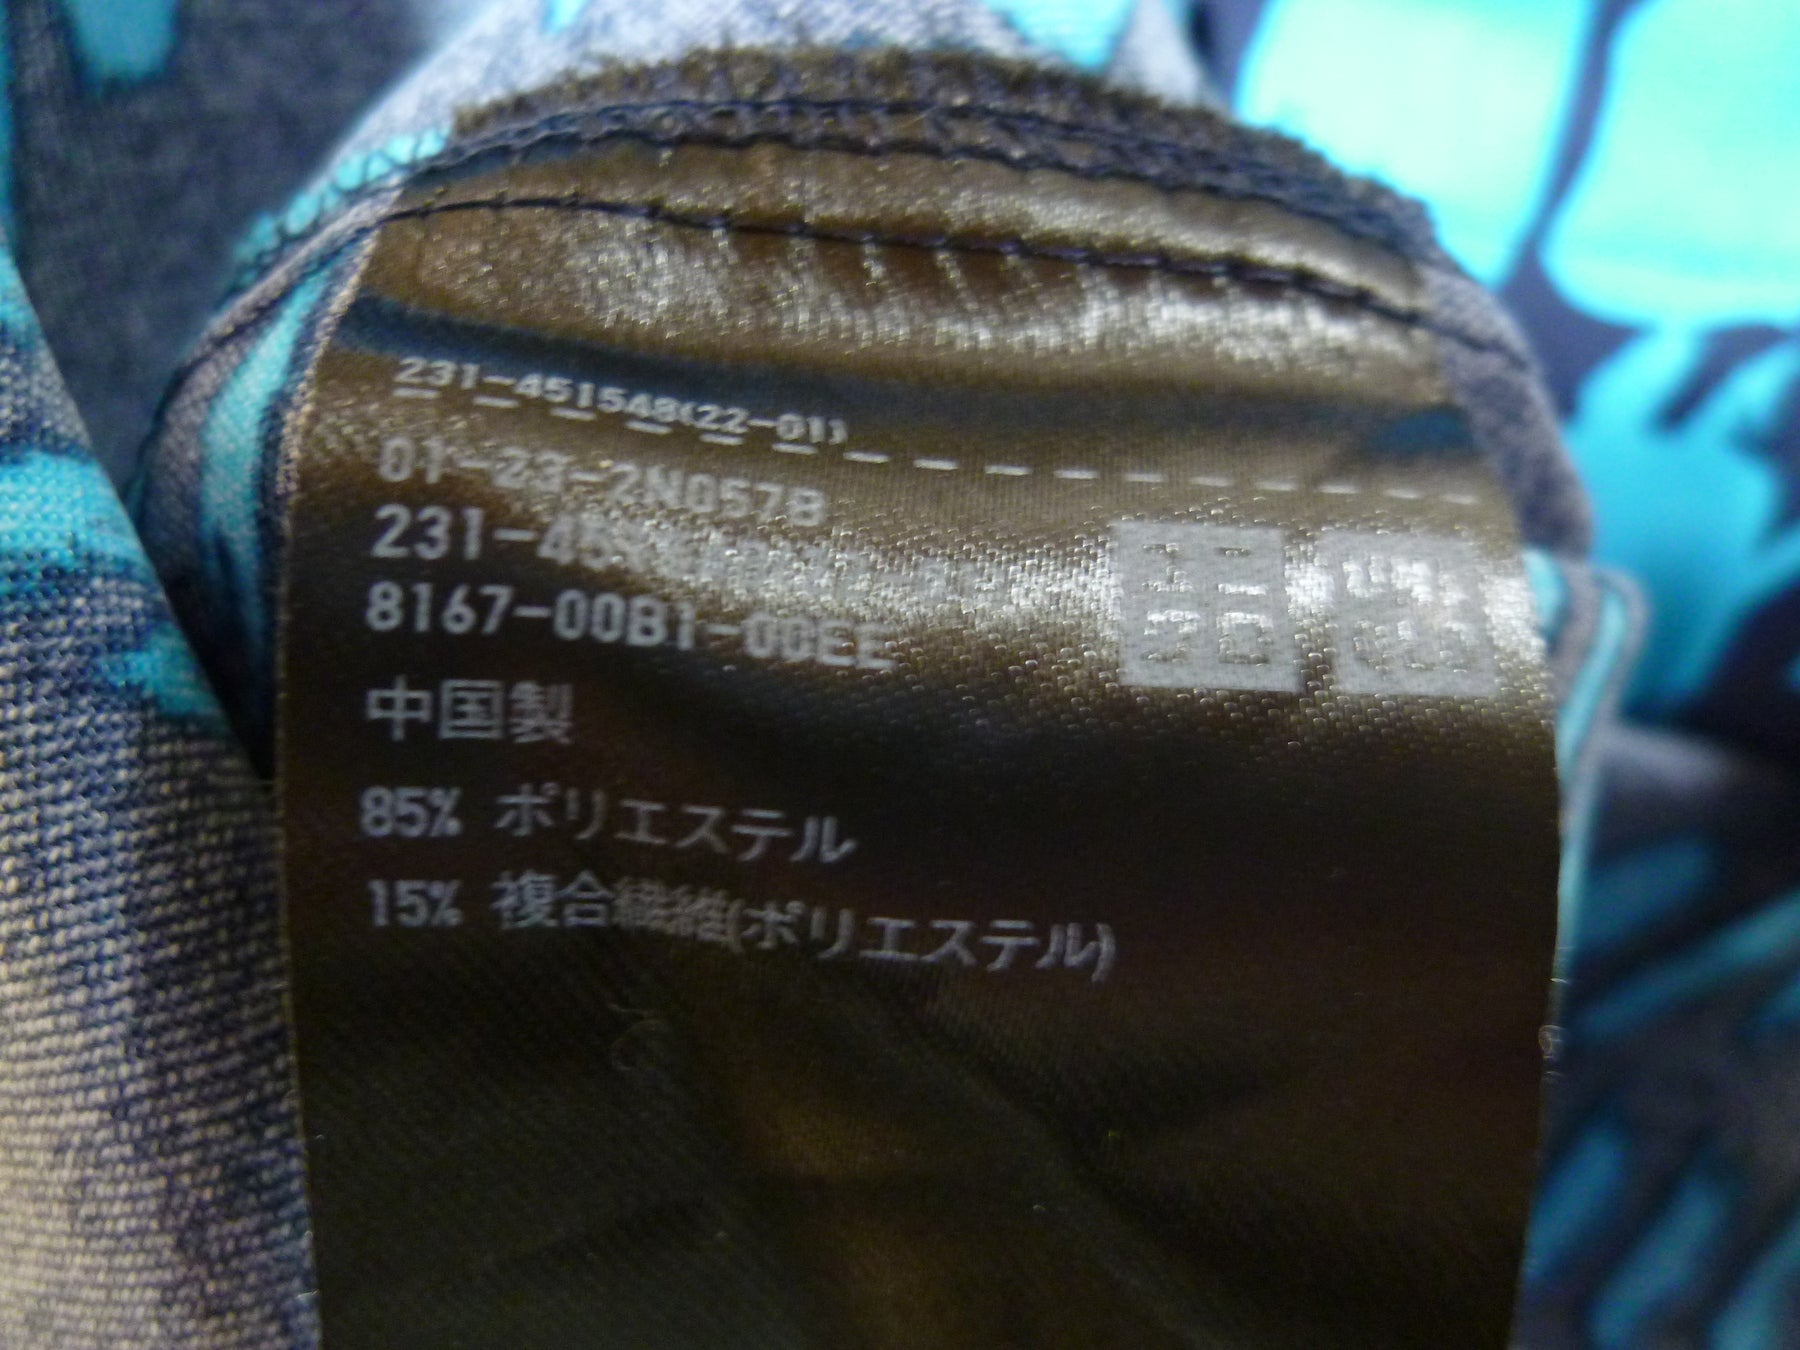 231-4515A8(22-01)
01-23-2N057B
231-45
8167-00B1-00EE
中国製
85% ポリエステル
15% 複合繊維(ポリエステル)